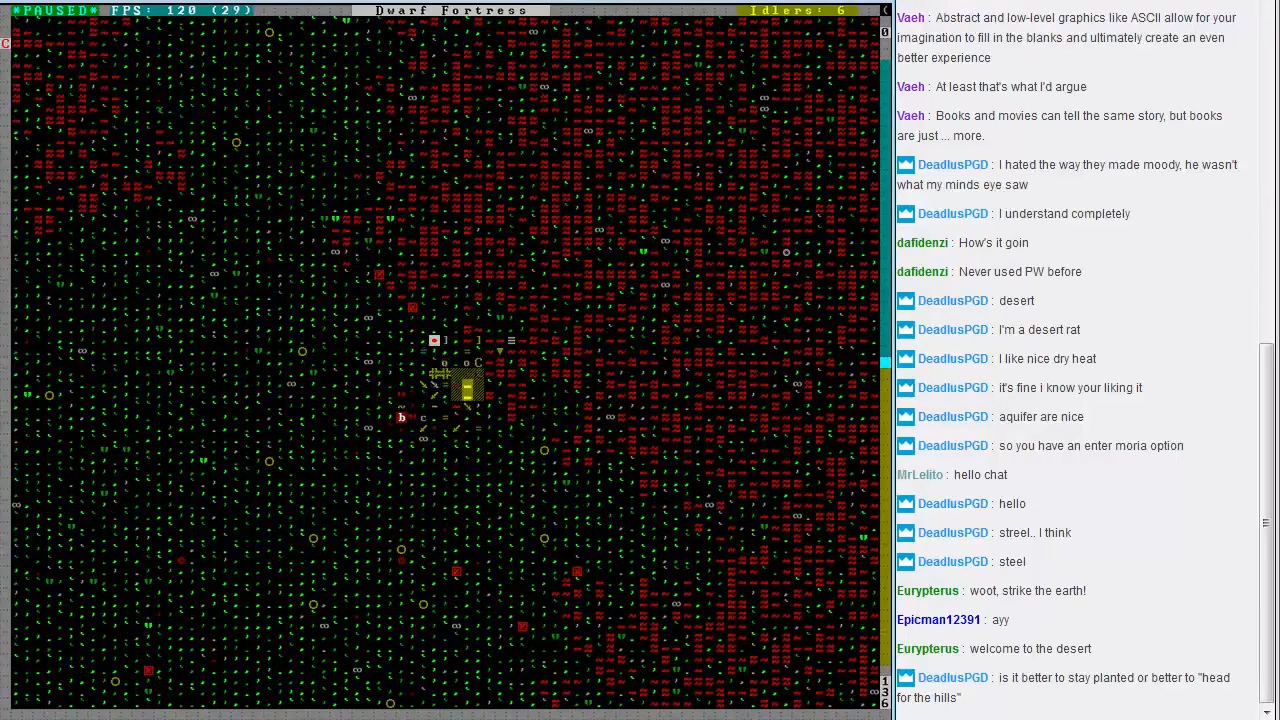 *PAUSED* FPS: 120 (29) Dwarf Fortress Idlers: 6
Vaeh : Abastract and low pixel graphics like ASCII allow for your
imagination to form the blanks and ultimitely create an even
better experience
Vaeh : At least that's what I'd argue
Vaeh : Books and movies can tell the same story, but books
are just ... more.
DeadlusPGD : I hated the way they made moody, he wasn't
what my minds eye saw
DeadlusPGD : I understand completely
dafidenzi : How's it going?
dafidenzi : Never used PW before
DeadlusPGD : desert
DeadlusPGD : I'm a desert rat
DeadlusPGD : I like nice dry heat
DeadlusPGD : it's fine i know your liking it
DeadlusPGD : aquifer are nice
DeadlusPGD : so you have a enter moria option
MrLelito : hello chat
DeadlusPGD : hello
DeadlusPGD : streel.. I think
DeadlusPGD : steel
Eurypterus : woot, strike the earth!
Epicman12391 : ayy
Eurypterus : welcome to the desert
DeadlusPGD : is it better to stay planted or better to "head
for the hills"